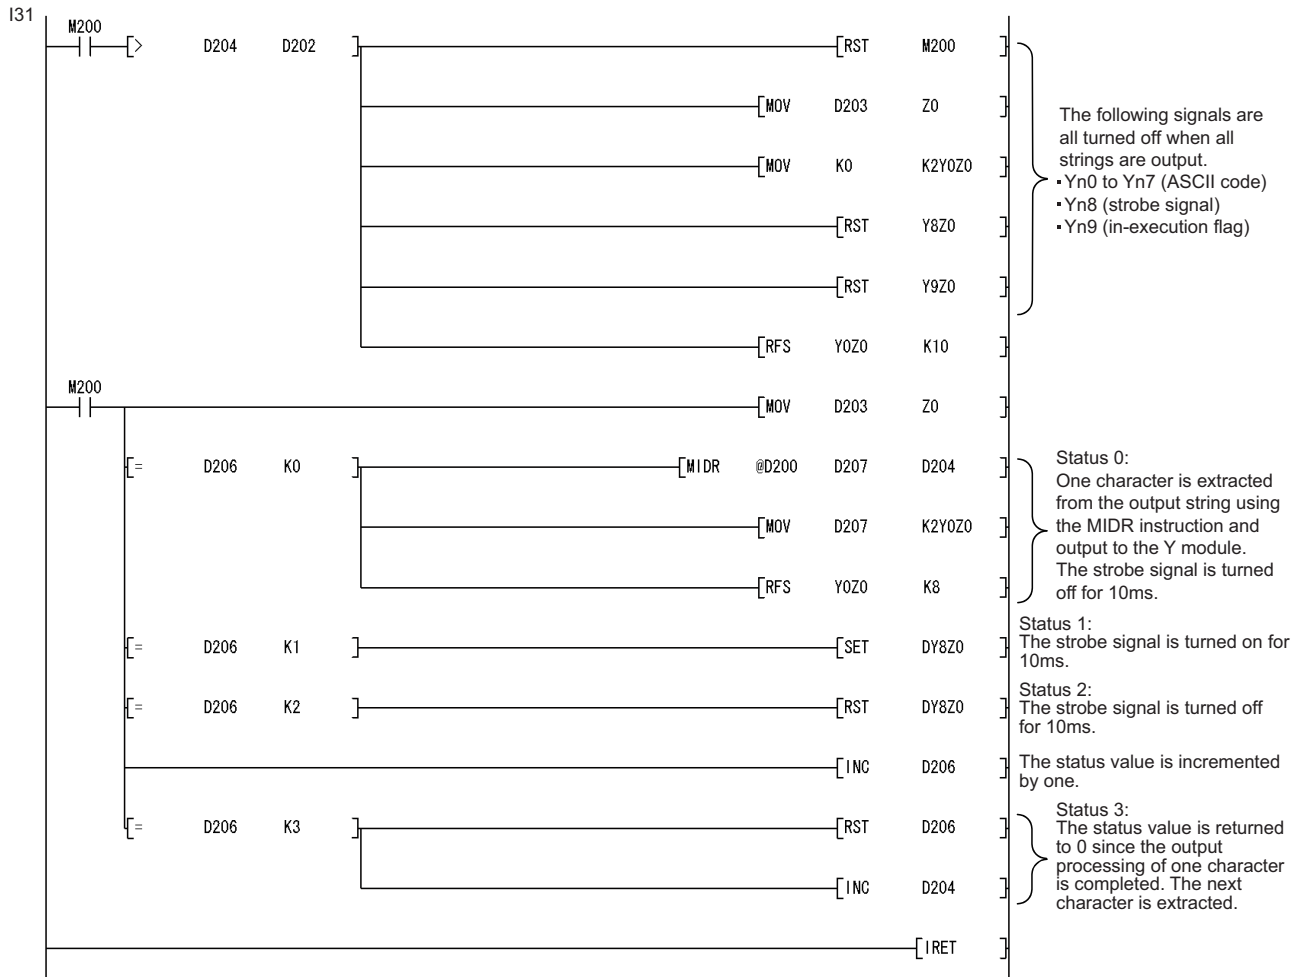 I31
M200
[> D204 D202 ] [RST M200 ]
[MOV D203 Z0 ]
[MOV K0 K2Y0Z0 ]
[RST Y8Z0 ]
[RST Y9Z0 ]
[RFS Y0Z0 K10 ]
The following signals are
all turned off when all
strings are output.
▪Yn0 to Yn7 (ASCII code)
▪Yn8 (strobe signal)
▪Yn9 (in-execution flag)
M200
[MOV D203 Z0 ]
[= D206 K0 ] [MIDR @D200 D207 D204 ]
[MOV D207 K2Y0Z0 ]
[RFS Y0Z0 K8 ]
Status 0:
One character is extracted
from the output string using
the MIDR instruction and
output to the Y module.
The strobe signal is turned
off for 10ms.
[= D206 K1 ] [SET DY8Z0 ]
Status 1:
The strobe signal is turned on for
10ms.
[= D206 K2 ] [RST DY8Z0 ]
Status 2:
The strobe signal is turned off
for 10ms.
[INC D206 ]
The status value is incremented
by one.
[= D206 K3 ] [RST D206 ]
[INC D204 ]
Status 3:
The status value is returned
to 0 since the output
processing of one character
is completed. The next
character is extracted.
[IRET ]